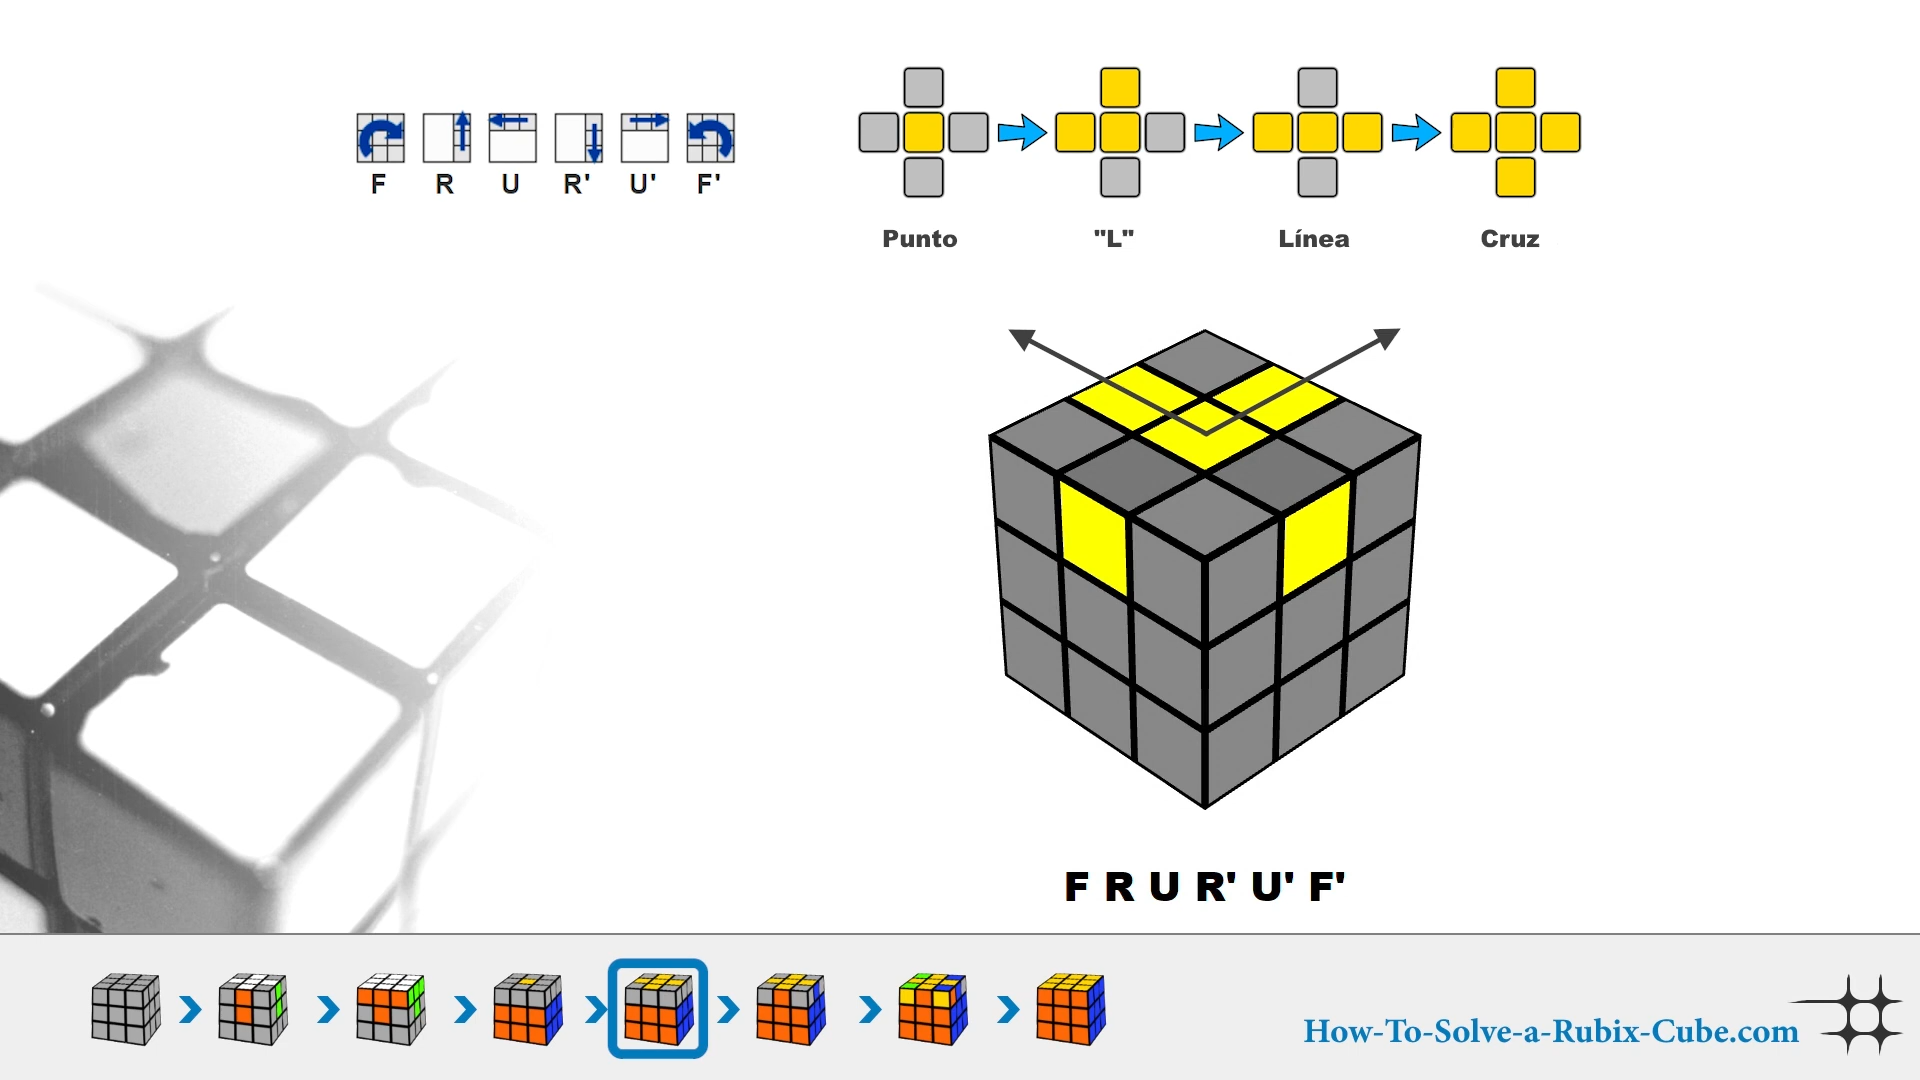 F R U R' U' F'
Punto "L" Línea Cruz
F R U R' U' F'
How-To-Solve-a-Rubix-Cube.com